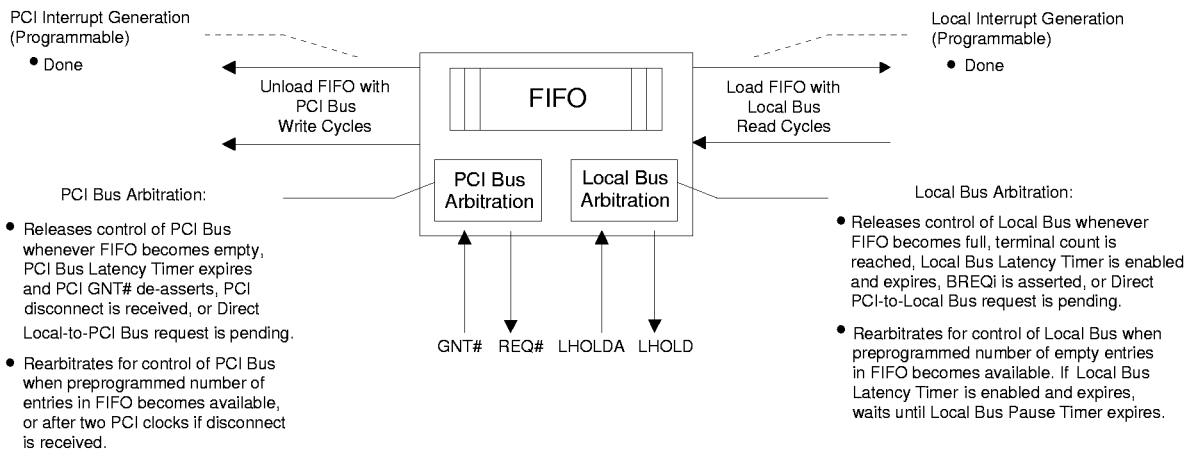 PCI Interrupt Generation
(Programmable)
• Done
Local Interrupt Generation
(Programmable)
• Done
Unload FIFO with
PCI Bus
Write Cycles
FIFO
Load FIFO with
Local Bus
Read Cycles
PCI Bus
Arbitration
Local Bus
Arbitration
GNT# REQ# LHOLDA LHOLD
PCI Bus Arbitration:
• Releases control of PCI Bus
whenever FIFO becomes empty,
PCI Bus Latency Timer expires
and PCI GNT# de-asserts, PCI
disconnect is received, or Direct
Local-to-PCI Bus request is pending.
• Rearbitrates for control of PCI Bus
when preprogrammed number of
entries in FIFO becomes available,
or after two PCI clocks if disconnect
is received.
Local Bus Arbitration:
• Releases control of Local Bus whenever
FIFO becomes full, terminal count is
reached, Local Bus Latency Timer is enabled
and expires, BREQi is asserted, or Direct
PCI-to-Local Bus request is pending.
• Rearbitrates for control of Local Bus when
preprogrammed number of empty entries
in FIFO becomes available. If Local Bus
Latency Timer is enabled and expires,
waits until Local Bus Pause Timer expires.